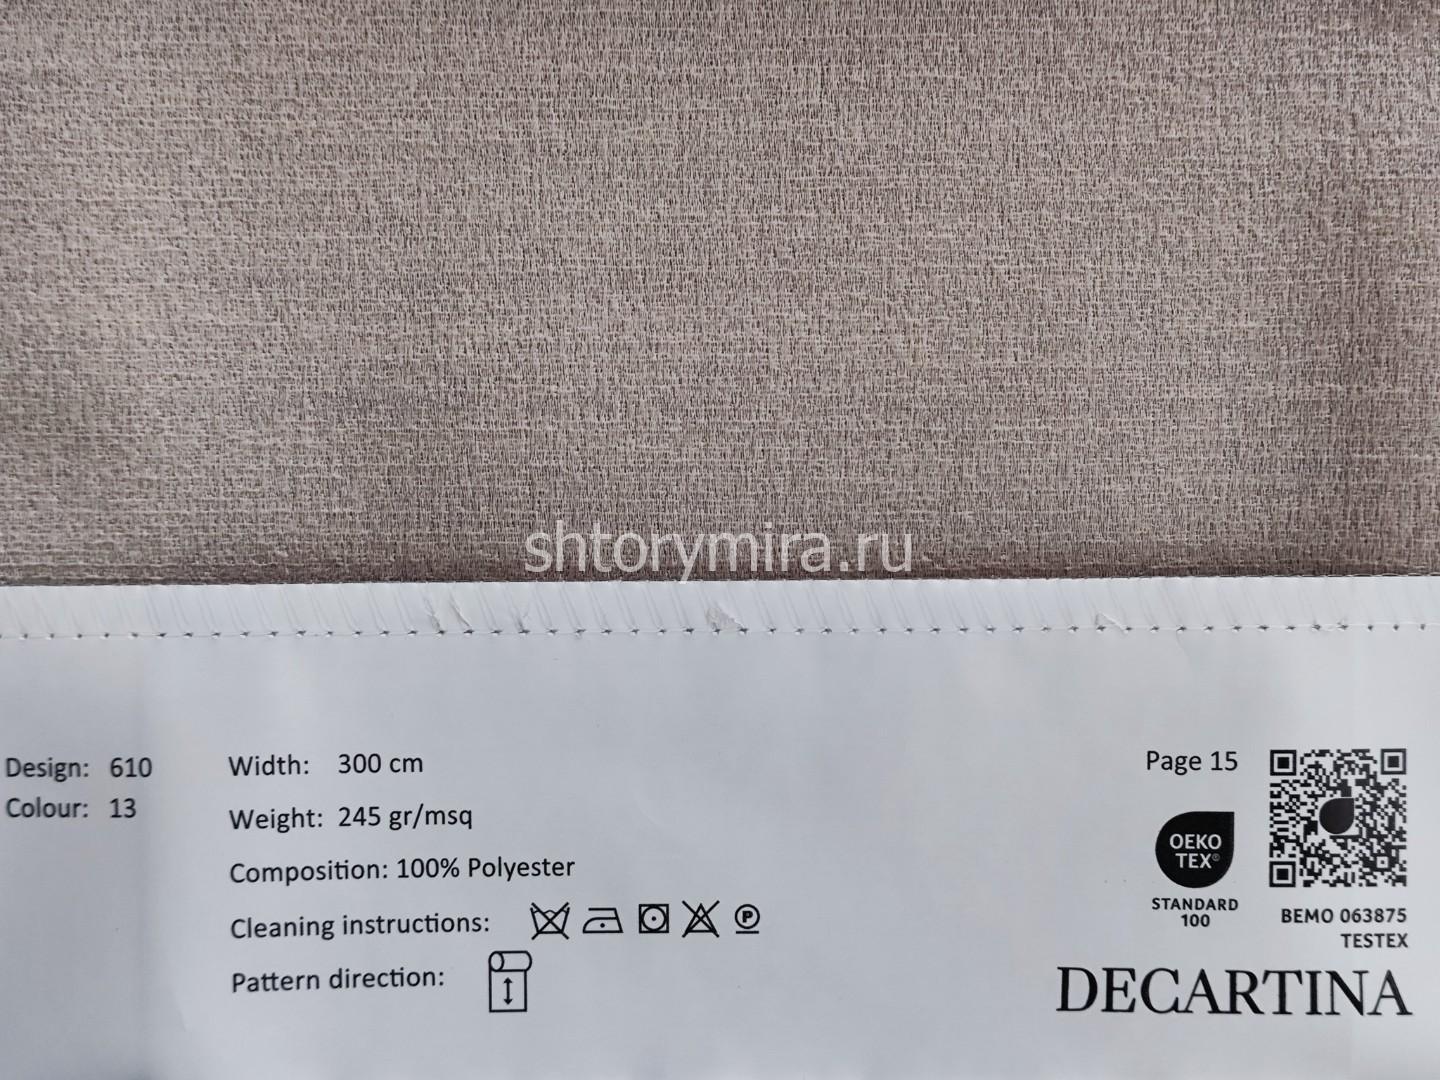 shtorymira.ru
Design: 610
Colour: 13
Width: 300 cm
Weight: 245 gr/msq
Composition: 100% Polyester
Cleaning instructions: P
Pattern direction:
Page 15
OEKO
TEX®
STANDARD
100
BEMO 063875
TESTEX
DECARTINA